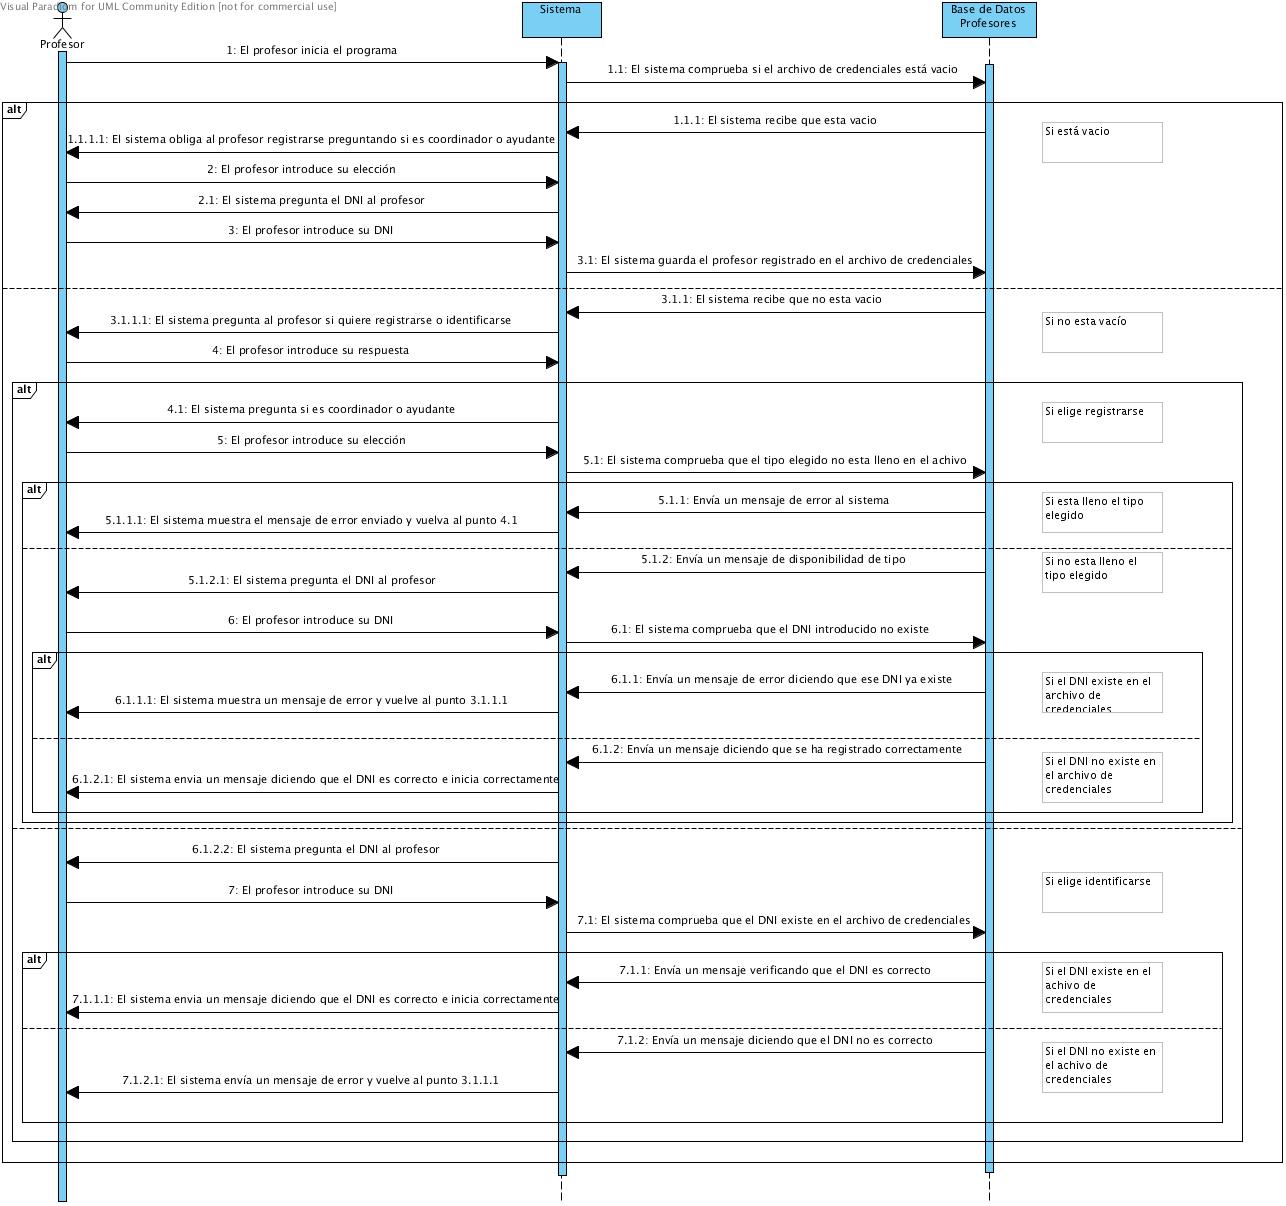 Visual Paradigm for UML Community Edition [not for commercial use]
Profesor
Sistema
Base de Datos
Profesores
1: El profesor inicia el programa
1.1: El sistema comprueba si el archivo de credenciales está vacio
alt
1.1.1: El sistema recibe que esta vacio
Si está vacio
1.1.1.1: El sistema obliga al profesor registrarse preguntando si es coordinador o ayudante
2: El profesor introduce su elección
2.1: El sistema pregunta el DNI al profesor
3: El profesor introduce su DNI
3.1: El sistema guarda el profesor registrado en el archivo de credenciales
3.1.1: El sistema recibe que no esta vacio
3.1.1.1: El sistema pregunta al profesor si quiere registrarse o identificarse
Si no esta vacío
4: El profesor introduce su respuesta
alt
4.1: El sistema pregunta si es coordinador o ayudante
Si elige registrarse
5: El profesor introduce su elección
5.1: El sistema comprueba que el tipo elegido no esta lleno en el achivo
alt
5.1.1: Envía un mensaje de error al sistema
Si esta lleno el tipo
elegido
5.1.1.1: El sistema muestra el mensaje de error enviado y vuelva al punto 4.1
5.1.2: Envía un mensaje de disponibilidad de tipo
Si no esta lleno el
tipo elegido
5.1.2.1: El sistema pregunta el DNI al profesor
6: El profesor introduce su DNI
6.1: El sistema comprueba que el DNI introducido no existe
alt
6.1.1: Envía un mensaje de error diciendo que ese DNI ya existe
Si el DNI existe en el
archivo de
credenciales
6.1.1.1: El sistema muestra un mensaje de error y vuelve al punto 3.1.1.1
6.1.2: Envía un mensaje diciendo que se ha registrado correctamente
Si el DNI no existe en
el archivo de
credenciales
6.1.2.1: El sistema envia un mensaje diciendo que el DNI es correcto e inicia correctamente
6.1.2.2: El sistema pregunta el DNI al profesor
Si elige identificarse
7: El profesor introduce su DNI
7.1: El sistema comprueba que el DNI existe en el archivo de credenciales
alt
7.1.1: Envía un mensaje verificando que el DNI es correcto
Si el DNI existe en el
achivo de
credenciales
7.1.1.1: El sistema envia un mensaje diciendo que el DNI es correcto e inicia correctamente
7.1.2: Envía un mensaje diciendo que el DNI no es correcto
Si el DNI no existe en
el achivo de
credenciales
7.1.2.1: El sistema envía un mensaje de error y vuelve al punto 3.1.1.1